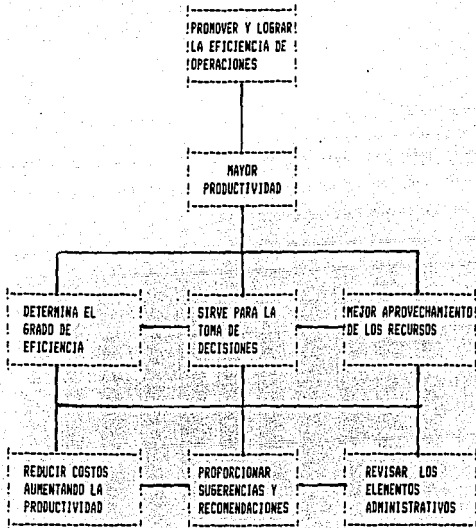 PROMOVER Y LOGRAR
LA EFICIENCIA DE
OPERACIONES
MAYOR
PRODUCTIVIDAD
DETERMINA EL
GRADO DE
EFICIENCIA
SIRVE PARA LA
TOMA DE
DECISIONES
MEJOR APROVECHAMIENTO
DE LOS RECURSOS
REDUCIR COSTOS
AUMENTANDO LA
PRODUCTIVIDAD
PROPORCIONAR
SUGERENCIAS Y
RECOMENDACIONES
REVISAR LOS
ELEMENTOS
ADMINISTRATIVOS